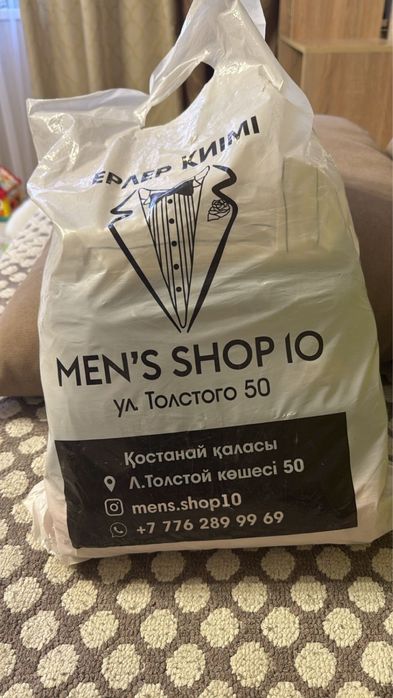 ЕРЛЕР КИІМІ
MEN'S SHOP 10
ул. Толстого 50
Қостанай қаласы
Л.Толстой көшесі 50
mens.shop10
+7 776 289 99 69